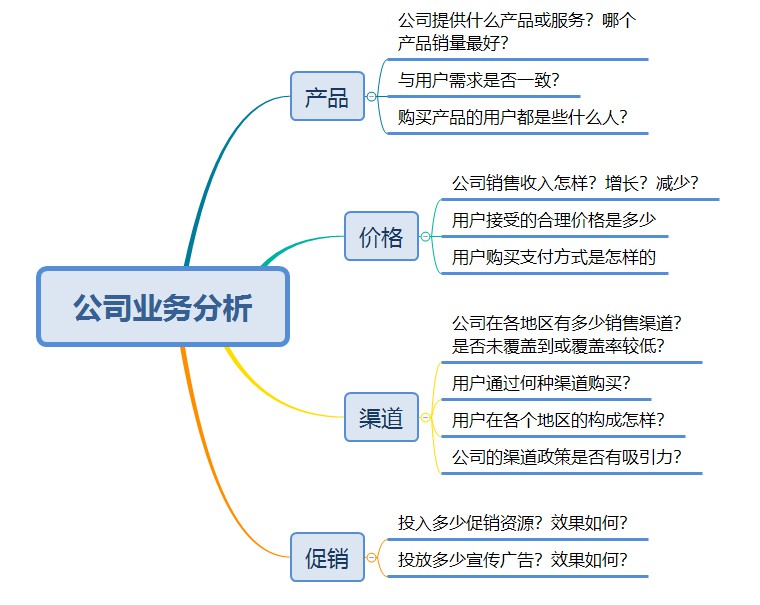 公司提供什么产品或服务？哪个
产品销量最好？
与用户需求是否一致？
产品
购买产品的用户都是些什么人？
公司销售收入怎样？增长？减少？
用户接受的合理价格是多少
价格
用户购买支付方式是怎样的
公司业务分析
公司在各地区有多少销售渠道？
是否未覆盖到或覆盖率较低？
用户通过何种渠道购买？
渠道
用户在各个地区的构成怎样？
公司的渠道政策是否有吸引力？
投入多少促销资源？效果如何？
促销
投放多少宣传广告？效果如何？